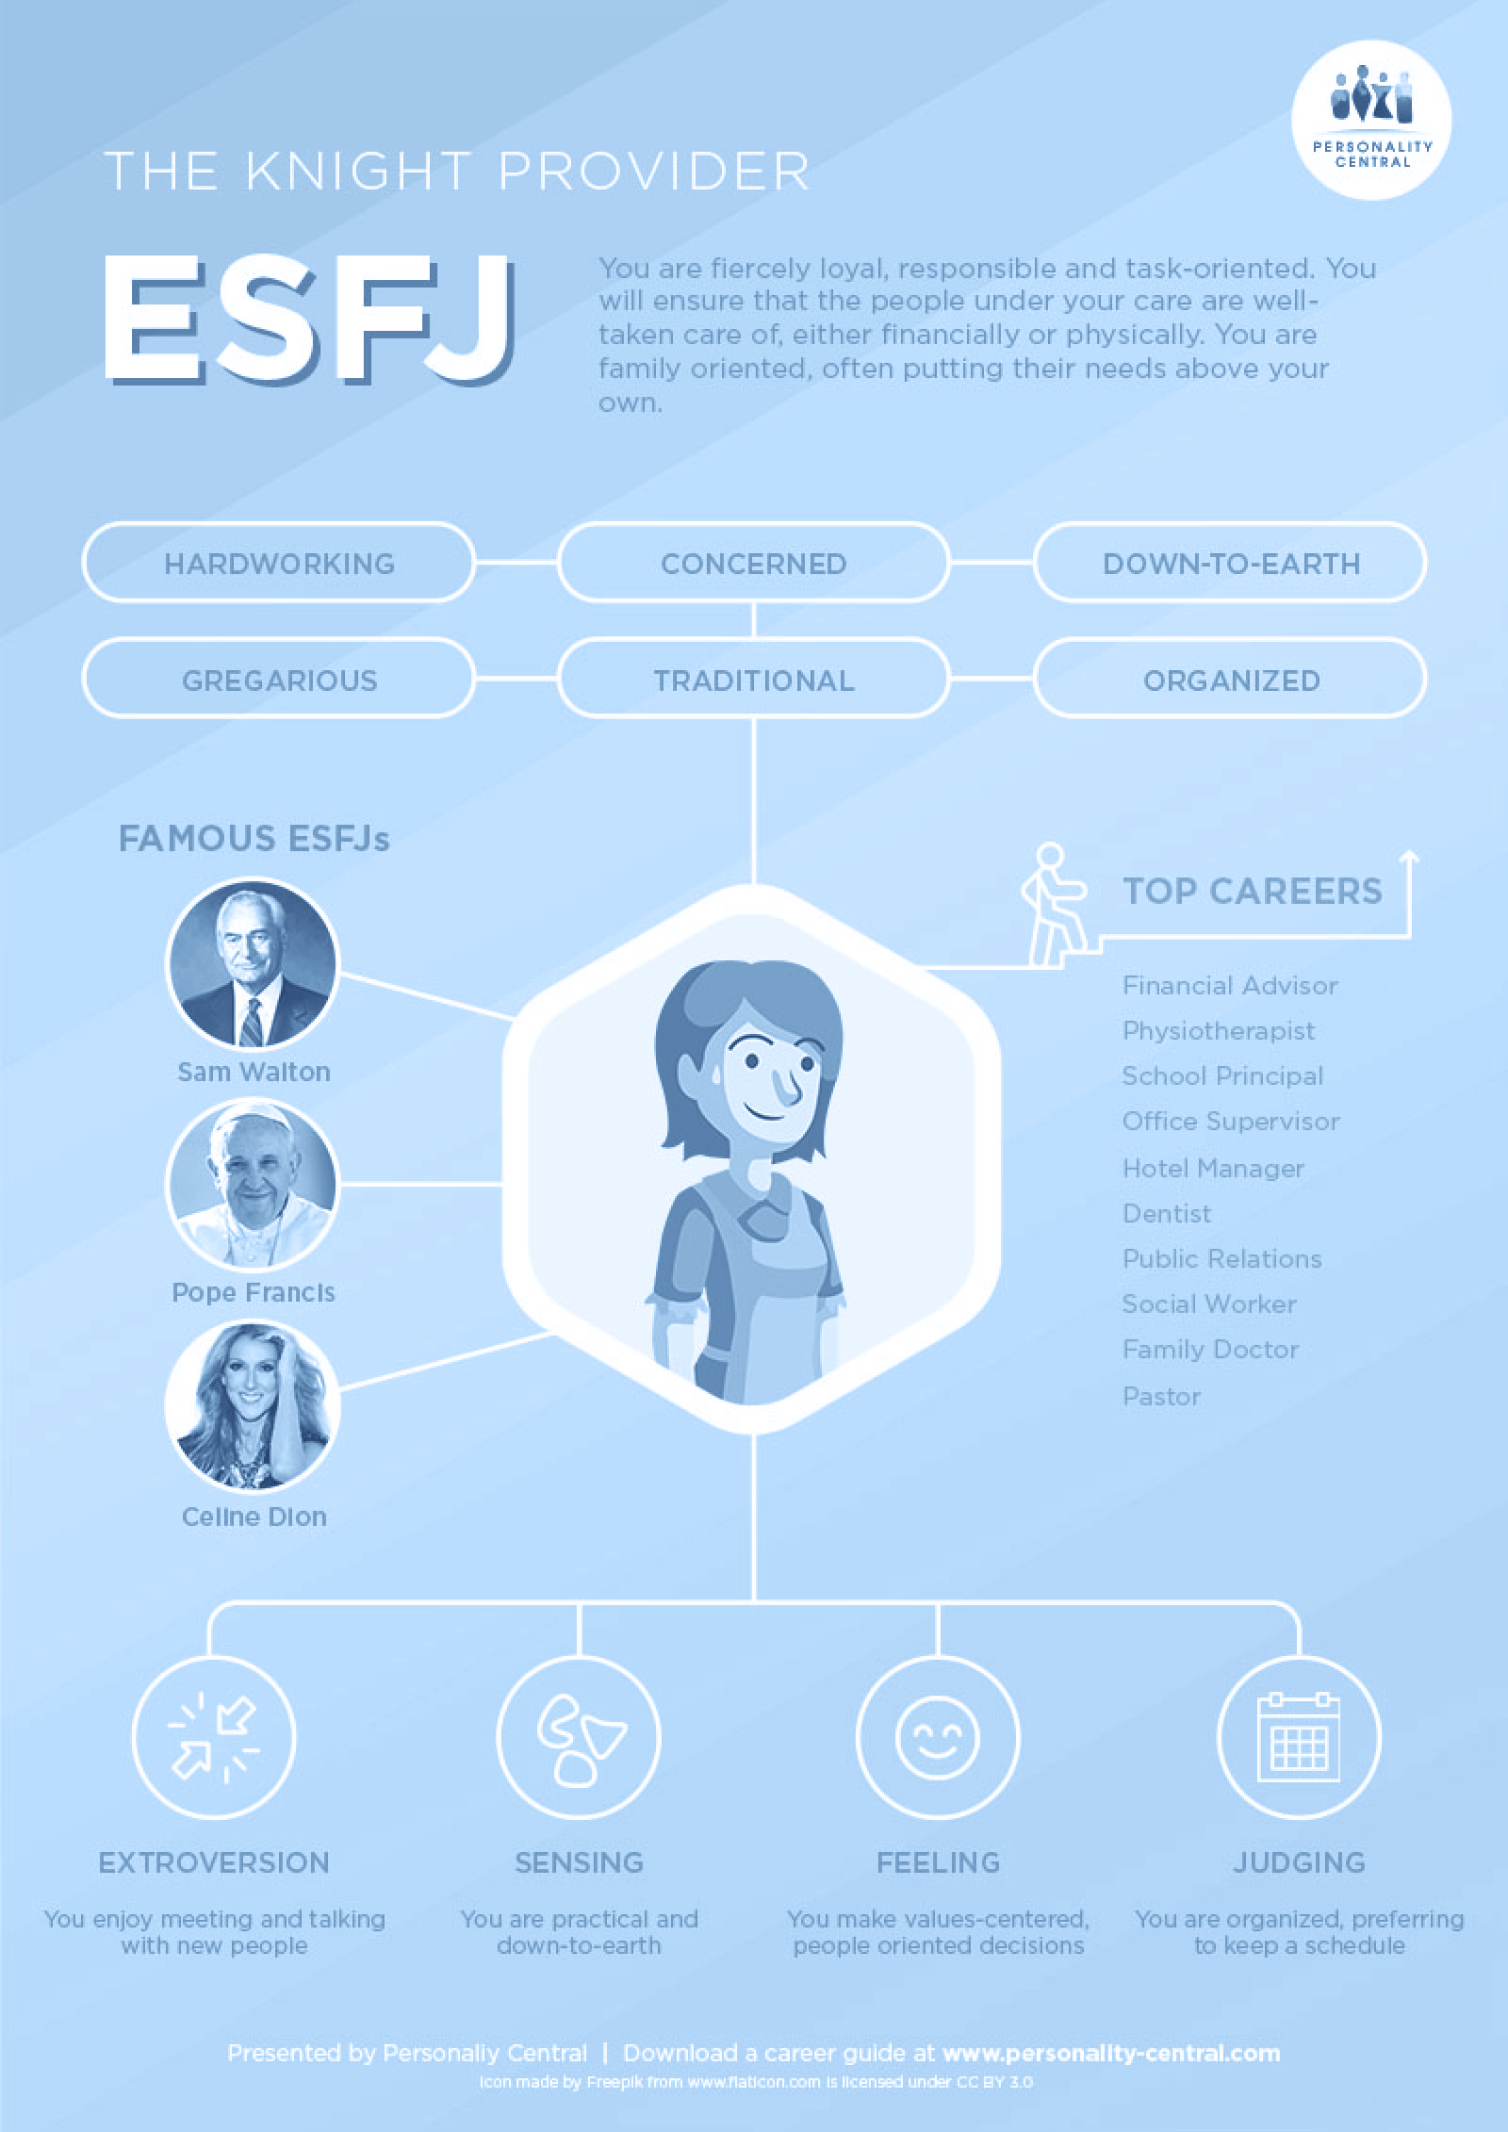 PERSONALITY
CENTRAL
THE KNIGHT PROVIDER
ESFJ
You are fiercely loyal, responsible and task-oriented. You
will ensure that the people under your care are well-
taken care of, either financially or physically. You are
family oriented, often putting their needs above your
own.
HARDWORKING
CONCERNED
DOWN-TO-EARTH
GREGARIOUS
TRADITIONAL
ORGANIZED
FAMOUS ESFJs
Sam Walton
Pope Francis
Celine Dion
TOP CAREERS
Financial Advisor
Physiotherapist
School Principal
Office Supervisor
Hotel Manager
Dentist
Public Relations
Social Worker
Family Doctor
Pastor
EXTROVERSION
You enjoy meeting and talking
with new people
SENSING
You are practical and
down-to-earth
FEELING
You make values-centered,
people oriented decisions
JUDGING
You are organized, preferring
to keep a schedule
Presented by Personaliy Central | Download a career guide at www.personality-central.com
Icon made by Freepik from www.flaticon.com is licensed under CC BY 3.0